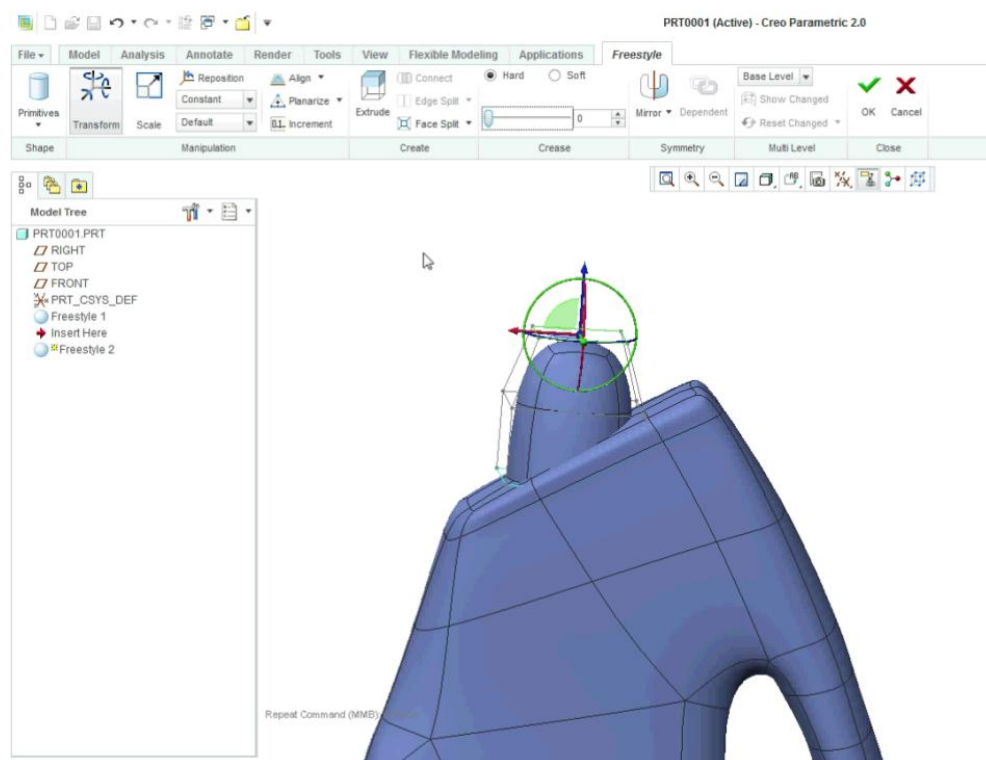 PRT0001 (Active) - Creo Parametric 2.0
File Model Analysis Annotate Render Tools View Flexible Modeling Applications Freestyle
Reposition Align Connect Hard Soft Base Level
Primitives Transform Scale Constant Planarize Extrude Edge Split Mirror Dependent Show Changed OK Cancel
Default 0.1.. Increment Face Split 0 Reset Changed
Shape Manipulation Create Crease Symmetry Multi Level Close
Model Tree
PRT0001.PRT
RIGHT
TOP
FRONT
PRT_CSYS_DEF
Freestyle 1
Insert Here
Freestyle 2
Repeat Command (MMB):